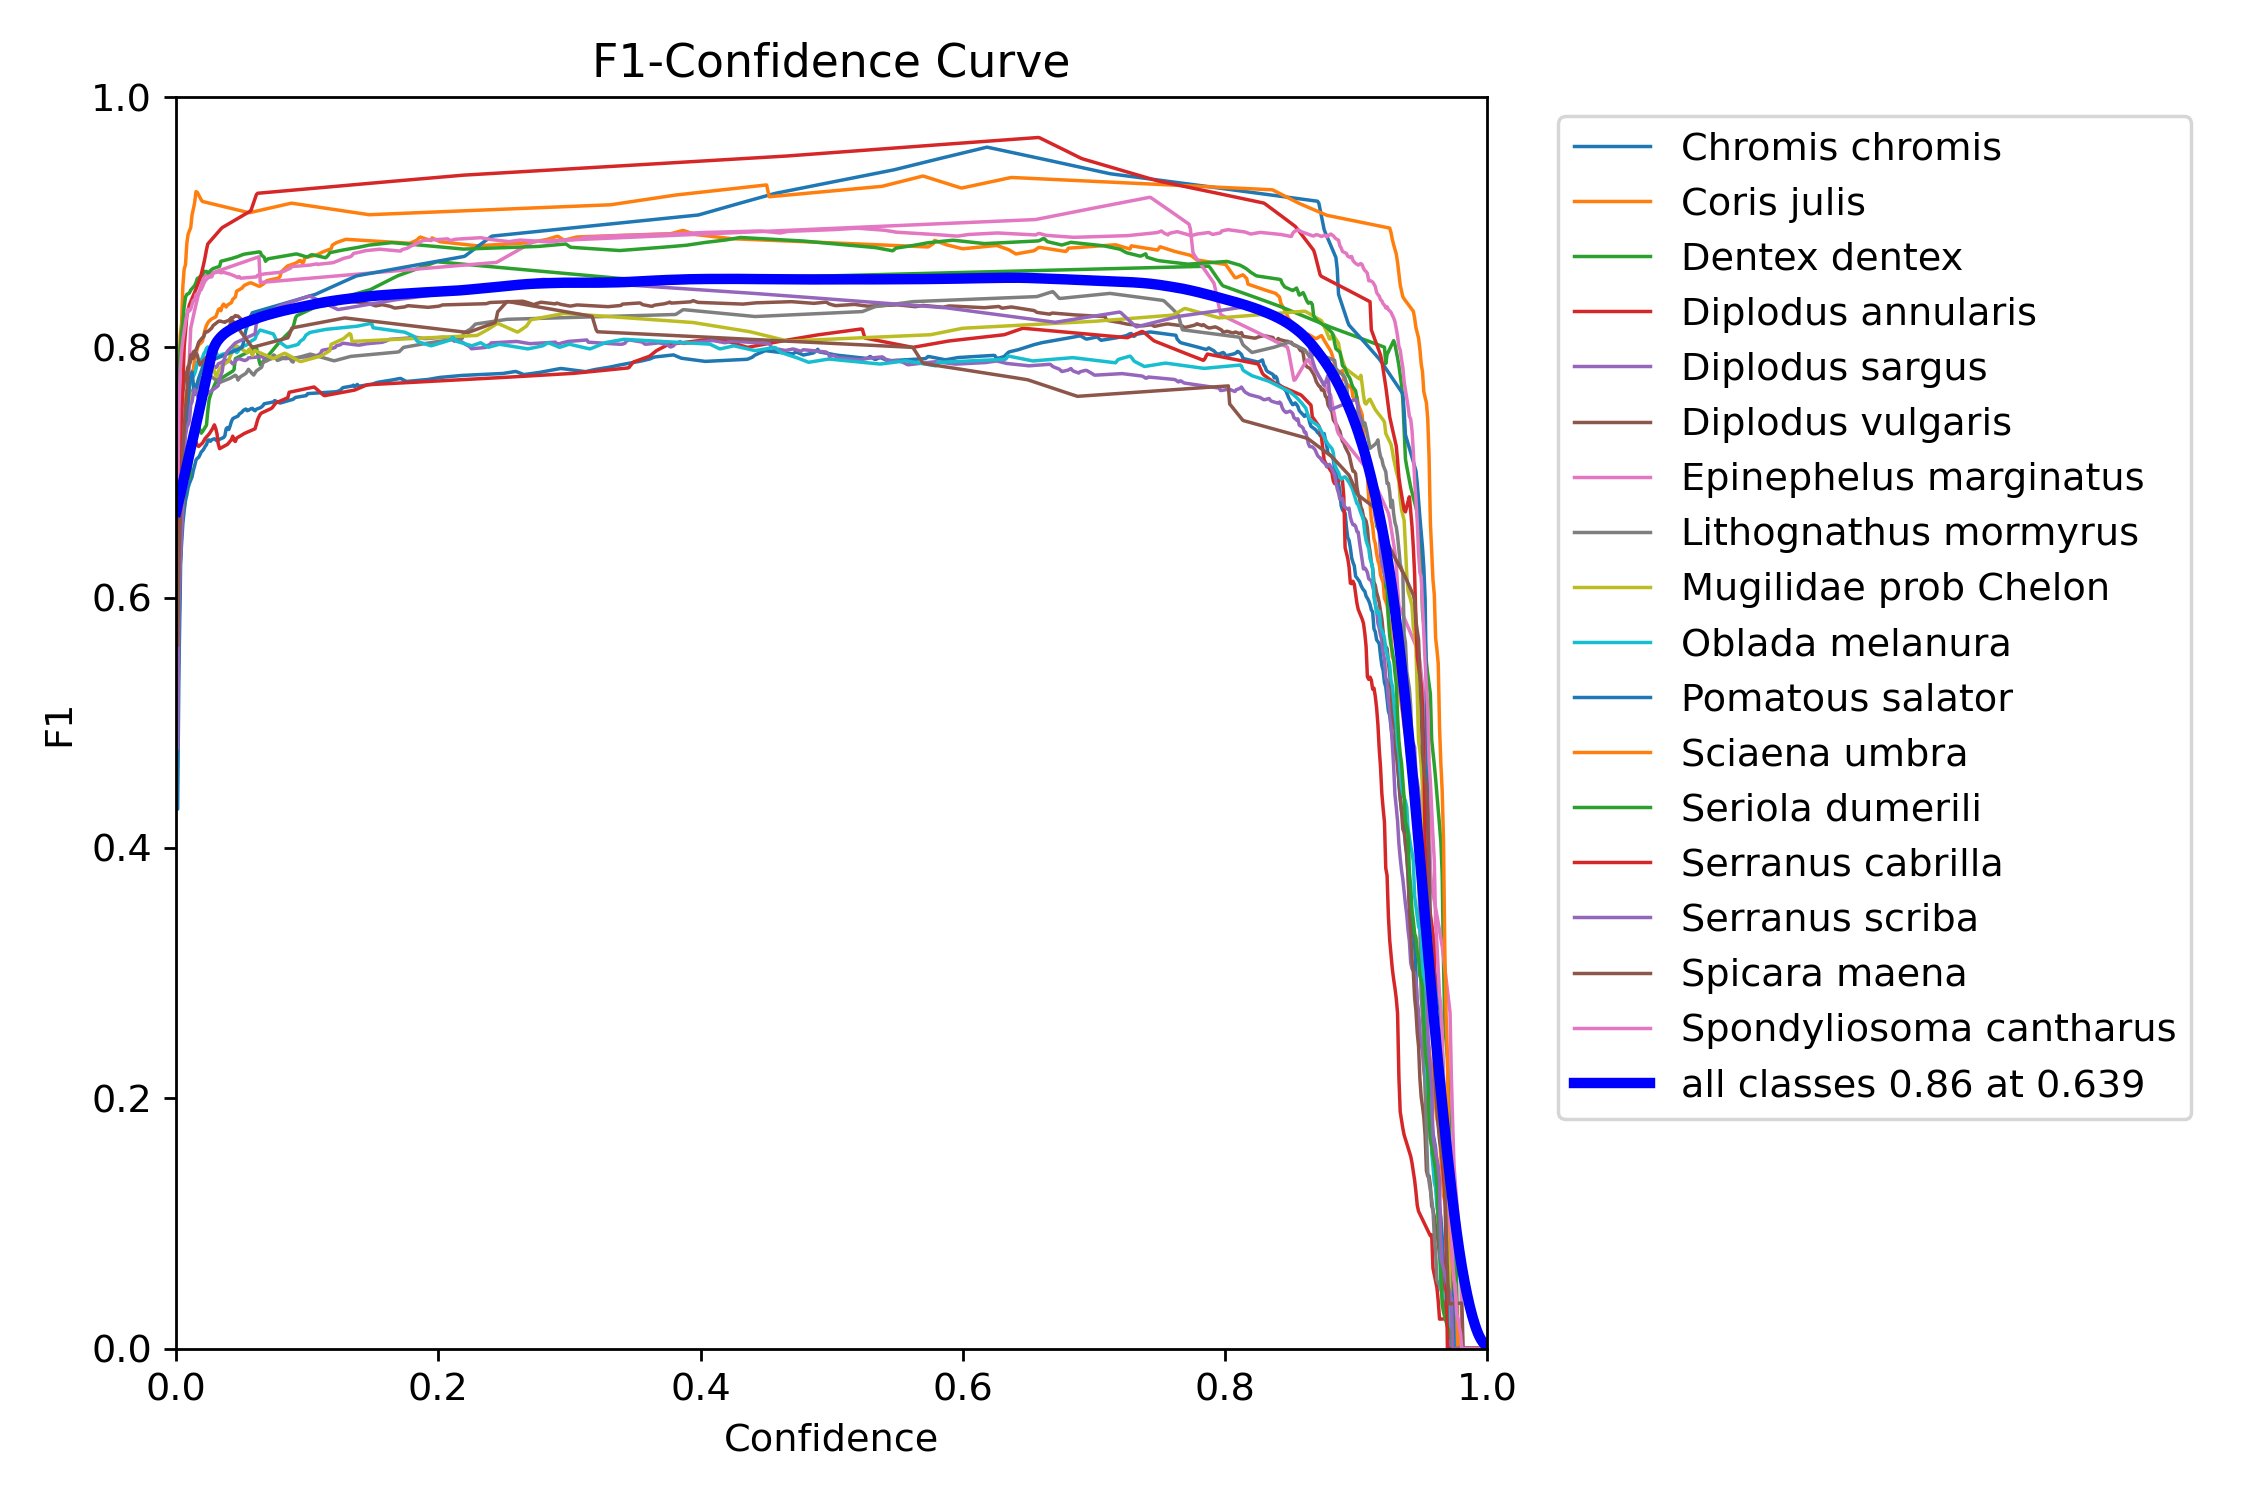 F1-Confidence Curve
1.0
0.8
0.6
0.4
0.2
0.0
F1
0.0 0.2 0.4 0.6 0.8 1.0
Confidence
Chromis chromis
Coris julis
Dentex dentex
Diplodus annularis
Diplodus sargus
Diplodus vulgaris
Epinephelus marginatus
Lithognathus mormyrus
Mugilidae prob Chelon
Oblada melanura
Pomatous salator
Sciaena umbra
Seriola dumerili
Serranus cabrilla
Serranus scriba
Spicara maena
Spondyliosoma cantharus
all classes 0.86 at 0.639